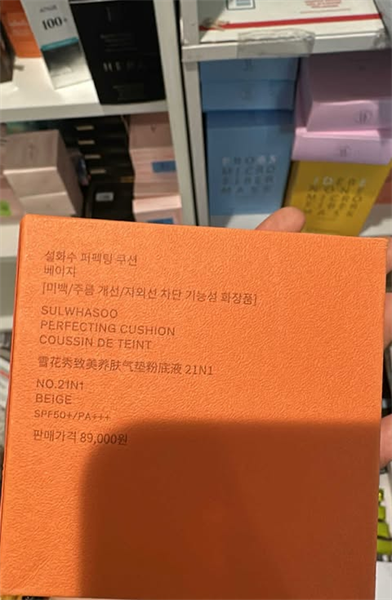 100+
HERA
설화수 퍼펙팅 쿠션
베이지
[미백/주름 개선/자외선 차단 기능성 화장품]
SULWHASOO
PERFECTING CUSHION
COUSSIN DE TEINT
雪花秀致美养肤气垫粉底液 21N1
NO.21N1
BEIGE
SPF50+/PA+++
판매가격 89,000원